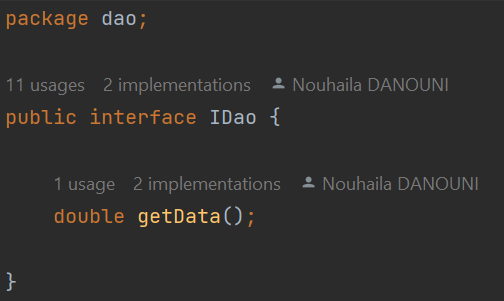 package dao;
11 usages 2 implementations Nouhaila DANOUNI
public interface IDao {
1 usage 2 implementations Nouhaila DANOUNI
double getData();
}